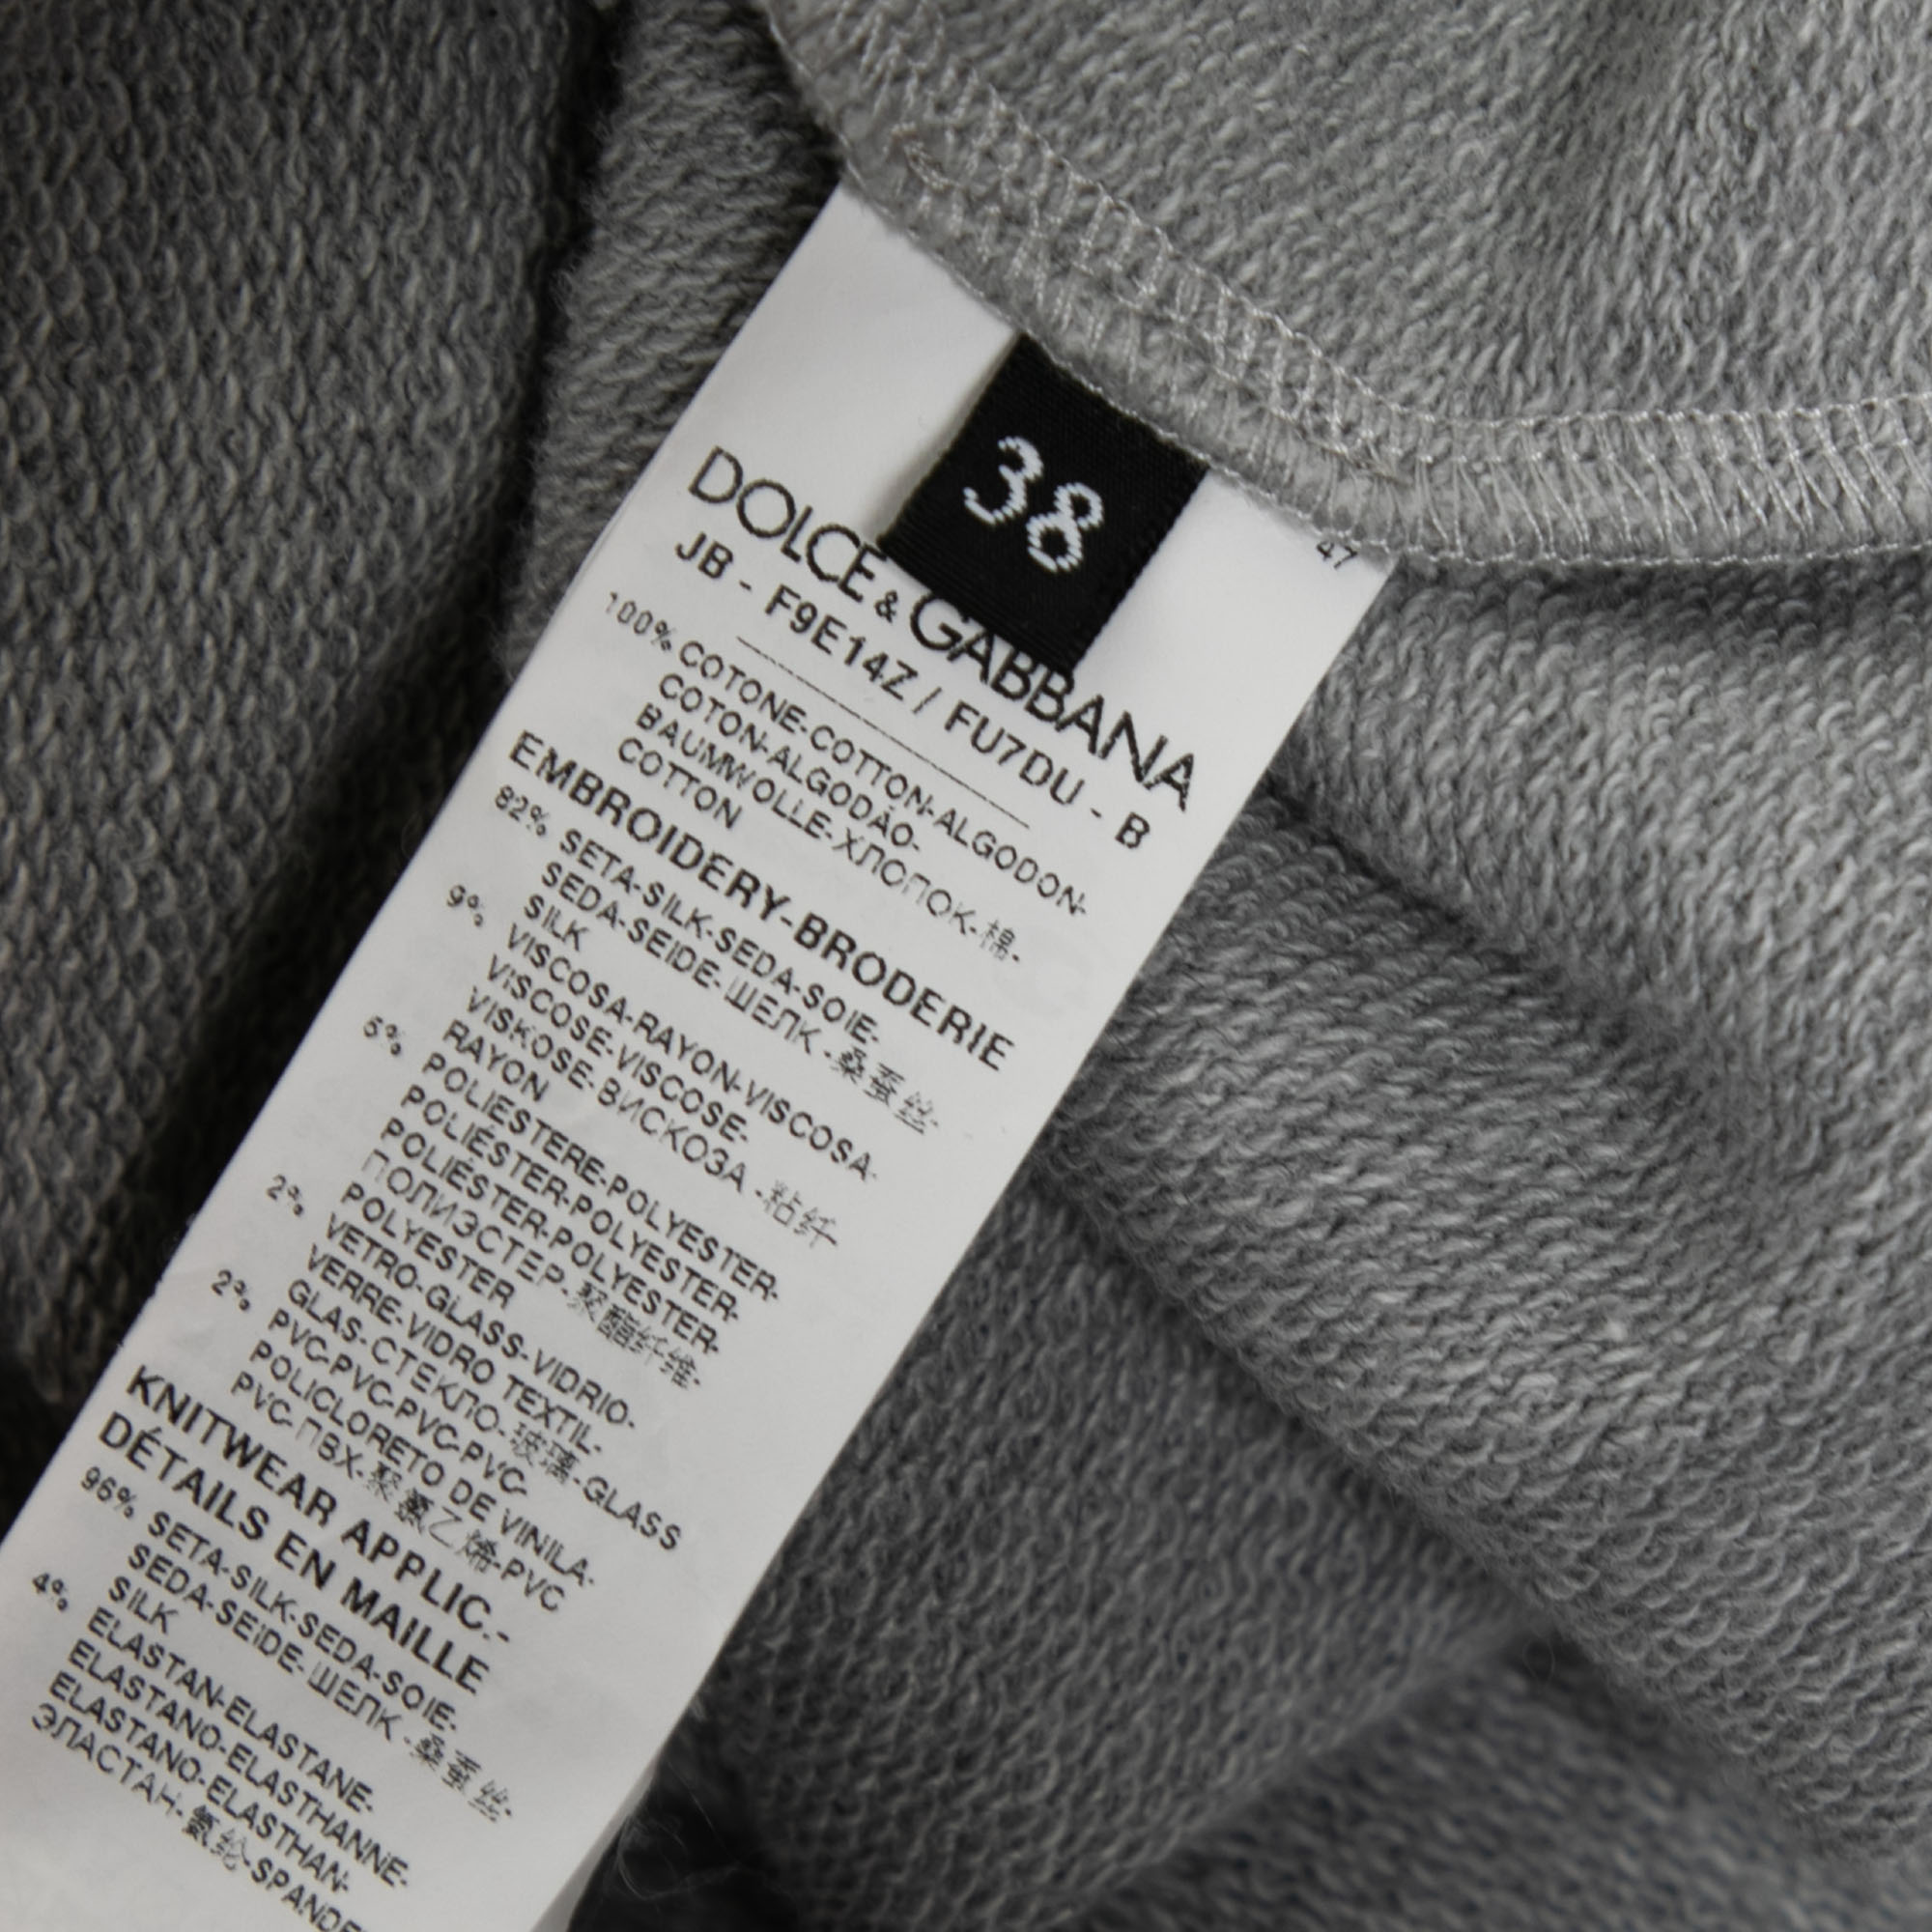 38
47
DOLCE & GABBANA
JB - F9E14Z / FU7DU - B
100% COTONE-COTTON-ALGODON-
COTON-ALGODÃO-
BAUMWOLLE-ХЛОПОК-棉-
COTTON
EMBROIDERY-BRODERIE
82% SETA-SILK-SEDA-SOIE-
SEDA-SEIDE-ШЕЛК-桑蚕丝-
SILK
9% VISCOSA-RAYON-VISCOSA-
VISCOSE-VISCOSE-
VISKOSE-ВИСКОЗА-粘纤
RAYON
5% POLIESTERE-POLYESTER-
POLIÉSTER-POLYESTER-
POLIÉSTER-POLYESTER-
ПОЛИЭСТЕР-聚酯纤维-
POLYESTER
2% VETRO-GLASS-VIDRIO-
VERRE-VIDRO TEXTIL-
GLAS-СТЕКЛО-玻璃-GLASS
2% PVC-PVC-PVC-PVC-
POLICLORETO DE VINILA-
PVC-ПВХ-聚氯乙烯-PVC
KNITWEAR APPLIC.-
DÉTAILS EN MAILLE
96% SETA-SILK-SEDA-SOIE-
SEDA-SEIDE-ШЕЛК-桑蚕丝-
SILK
4% ELASTAN-ELASTANE-
ELASTANO-ELASTHANNE-
ELASTANO-ELASTHAN-
ЭЛАСТАН-氨纶-SPANDE